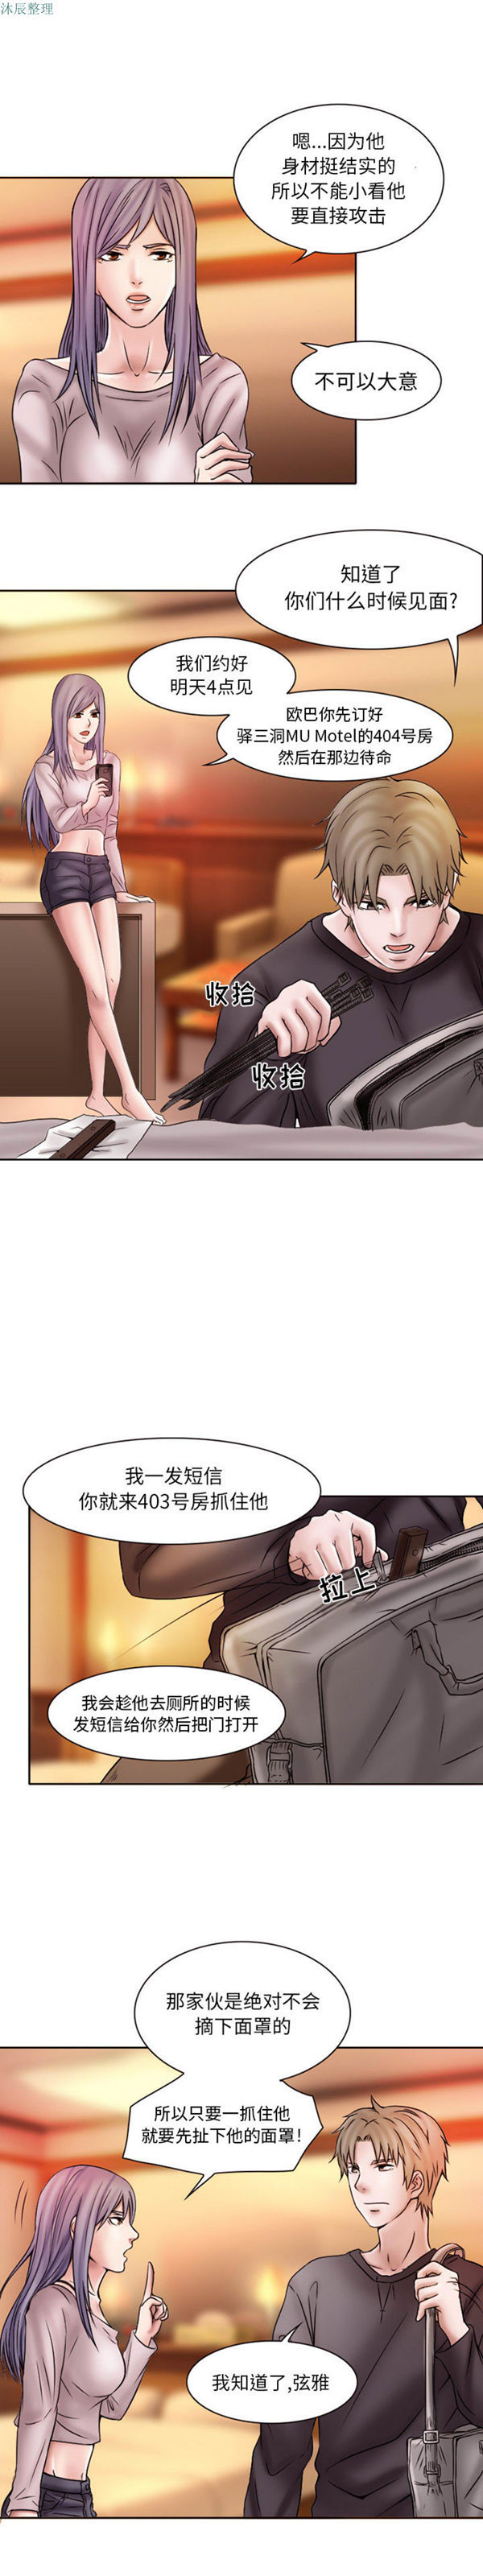 沐辰整理
嗯...因为他
身材挺结实的
所以不能小看他
要直接攻击
不可以大意
知道了
你们什么时候见面?
我们约好
明天4点见
欧巴你先订好
驿三洞MU Motel的404号房
然后在那边待命
收拾
收拾
我一发短信
你就来403号房抓住他
拉上
我会趁他去厕所的时候
发短信给你然后把门打开
那家伙是绝对不会
摘下面罩的
所以只要一抓住他
就要先扯下他的面罩!
我知道了,弦雅